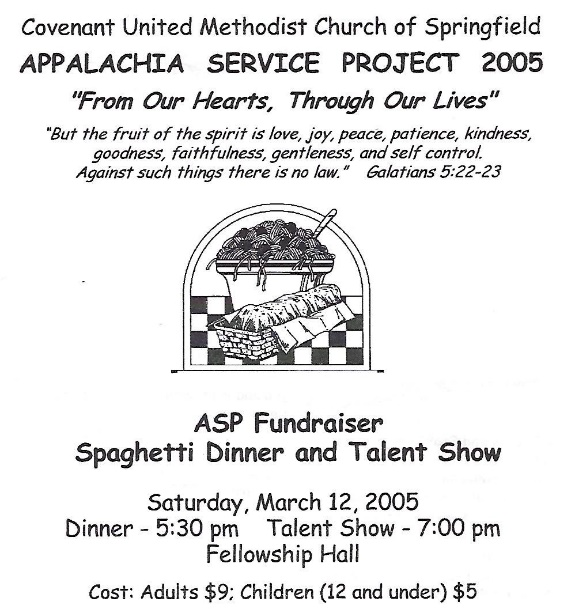 Covenant United Methodist Church of Springfield
APPALACHIA SERVICE PROJECT 2005
"From Our Hearts, Through Our Lives"
"But the fruit of the spirit is love, joy, peace, patience, kindness,
goodness, faithfulness, gentleness, and self control.
Against such things there is no law." Galatians 5:22-23
ASP Fundraiser
Spaghetti Dinner and Talent Show
Saturday, March 12, 2005
Dinner - 5:30 pm Talent Show - 7:00 pm
Fellowship Hall
Cost: Adults $9; Children (12 and under) $5